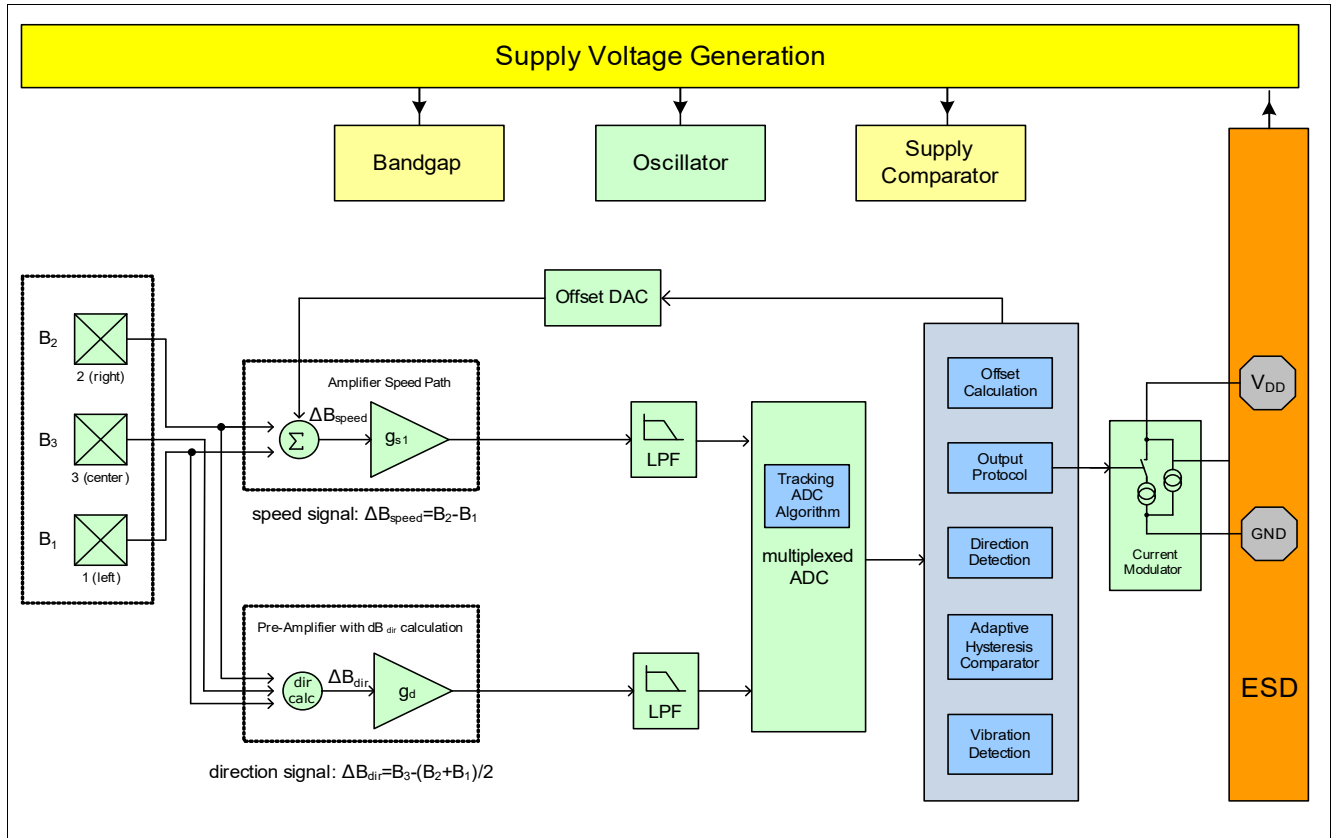 Supply Voltage Generation
Bandgap
Oscillator
Supply
Comparator
Offset DAC
B2
2 (right)
B3
3 (center)
B1
1 (left)
Amplifier Speed Path
ΔBspeed
Σ
gs1
speed signal: ΔBspeed=B2-B1
Pre-Amplifier with dB dir calculation
dir
calc
ΔBdir
gd
direction signal: ΔBdir=B3-(B2+B1)/2
LPF
LPF
Tracking
ADC
Algorithm
multiplexed
ADC
Offset
Calculation
Output
Protocol
Direction
Detection
Adaptive
Hysteresis
Comparator
Vibration
Detection
Current
Modulator
VDD
GND
ESD